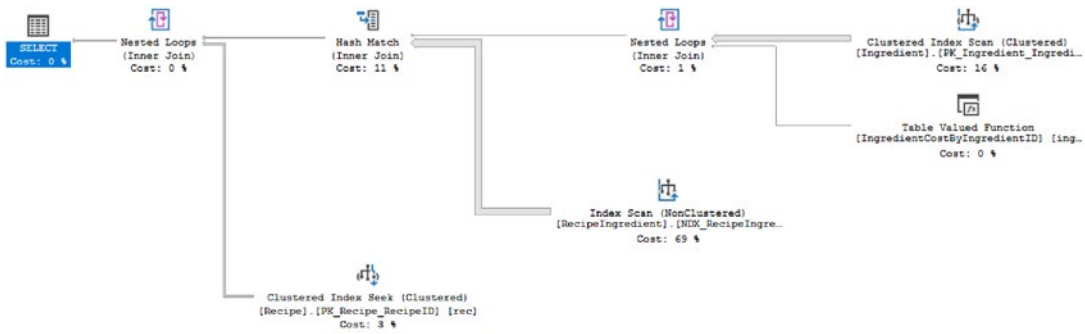 SELECT
Cost: 0 %
Nested Loops
(Inner Join)
Cost: 0 %
Hash Match
(Inner Join)
Cost: 11 %
Nested Loops
(Inner Join)
Cost: 1 %
Clustered Index Scan (Clustered)
[Ingredient].[PK_Ingredient_Ingredi…
Cost: 16 %
Table Valued Function
[IngredientCostByIngredientID] [ing…
Cost: 0 %
Index Scan (NonClustered)
[RecipeIngredient].[NDX_RecipeIngre…
Cost: 69 %
Clustered Index Seek (Clustered)
[Recipe].[PK_Recipe_RecipeID] [rec]
Cost: 3 %